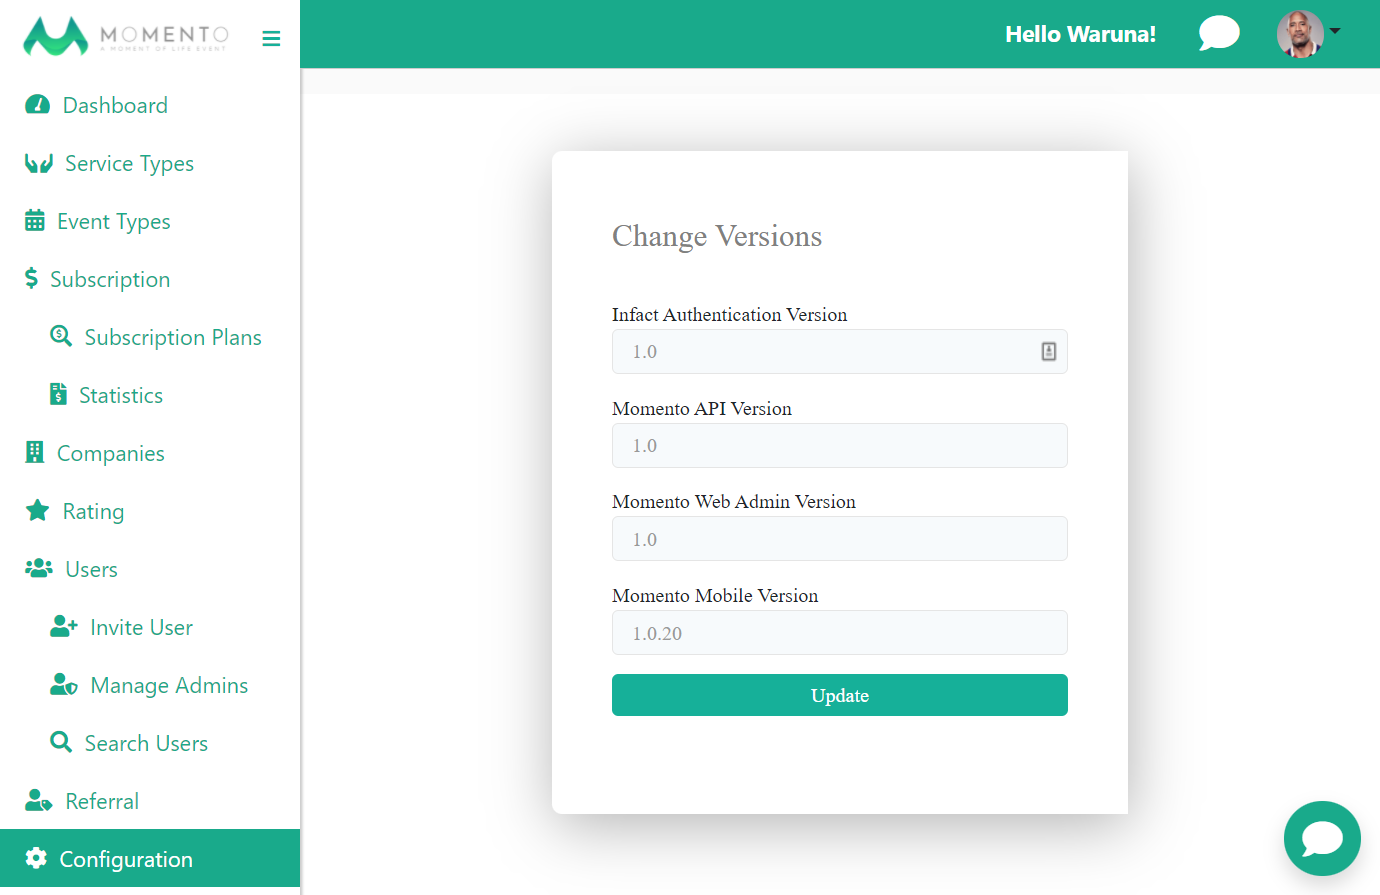 MOMENTO
A MOMENT OF LIFE EVENT
Hello Waruna!
Dashboard
Service Types
Event Types
Subscription
Subscription Plans
Statistics
Companies
Rating
Users
Invite User
Manage Admins
Search Users
Referral
Configuration
Change Versions
Infact Authentication Version
1.0
Momento API Version
1.0
Momento Web Admin Version
1.0
Momento Mobile Version
1.0.20
Update